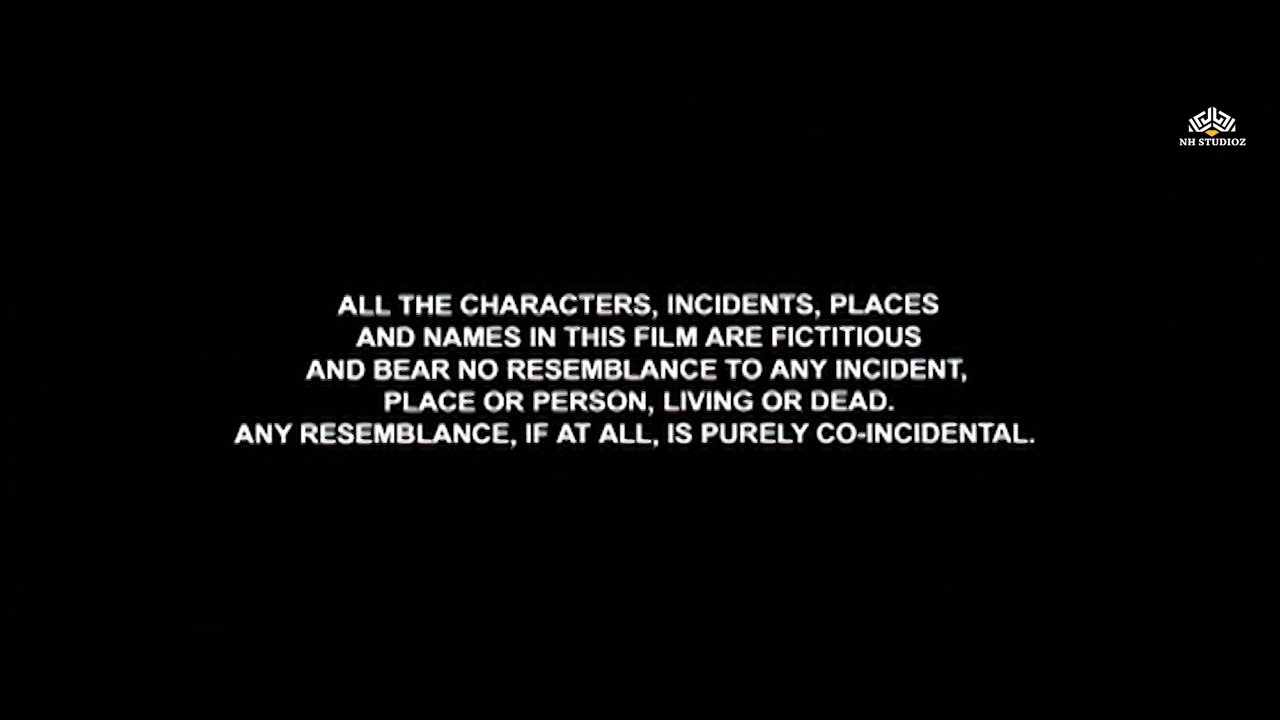 NH STUDIOZ
ALL THE CHARACTERS, INCIDENTS, PLACES
AND NAMES IN THIS FILM ARE FICTITIOUS
AND BEAR NO RESEMBLANCE TO ANY INCIDENT,
PLACE OR PERSON, LIVING OR DEAD.
ANY RESEMBLANCE, IF AT ALL, IS PURELY CO-INCIDENTAL.